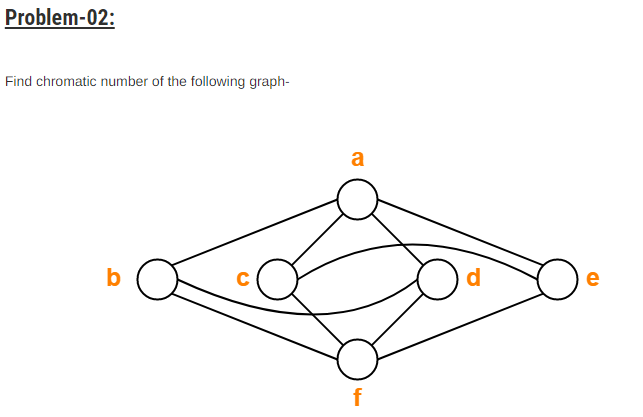 Problem-02:
Find chromatic number of the following graph-
a
b c d e
f